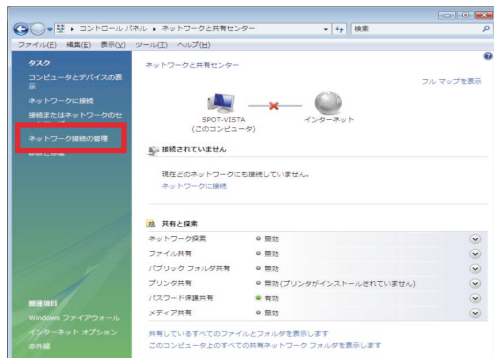 コントロール パネル ▸ ネットワークと共有センター
検索
ファイル(F) 編集(E) 表示(V) ツール(T) ヘルプ(H)
タスク
コンピュータとデバイスの表示
ネットワークに接続
接続またはネットワークのセ
ネットワーク接続の管理
ネットワークと共有センター
フル マップを表示
SPOT-VISTA
(このコンピュータ)
インターネット
接続されていません
現在どのネットワークにも接続していません。
ネットワークに接続
共有と探索
ネットワーク探索 無効
ファイル共有 無効
パブリック フォルダ共有 無効
プリンタ共有 無効(プリンタがインストールされていません)
パスワード保護共有 有効
メディア共有 無効
共有しているすべてのファイルとフォルダを表示します
このコンピュータ上のすべての共有ネットワーク フォルダを表示します
関連項目
Windows ファイアウォール
インターネット オプション
赤外線